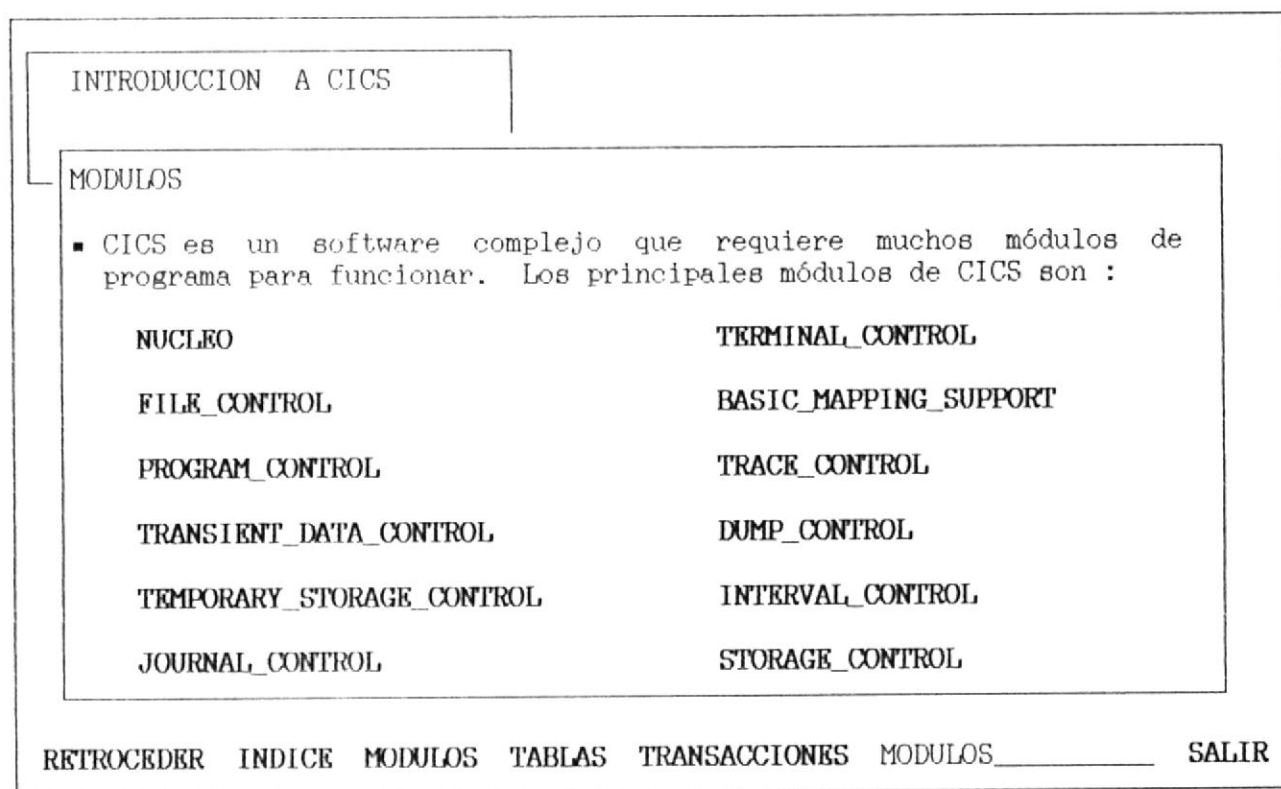 INTRODUCCION A CICS
MODULOS
▪ CICS es un software complejo que requiere muchos módulos de
programa para funcionar. Los principales módulos de CICS son :
NUCLEO TERMINAL_CONTROL
FILE_CONTROL BASIC_MAPPING_SUPPORT
PROGRAM_CONTROL TRACE_CONTROL
TRANSIENT_DATA_CONTROL DUMP_CONTROL
TEMPORARY_STORAGE_CONTROL INTERVAL_CONTROL
JOURNAL_CONTROL STORAGE_CONTROL
RETROCEDER INDICE MODULOS TABLAS TRANSACCIONES MODULOS__________ SALIR